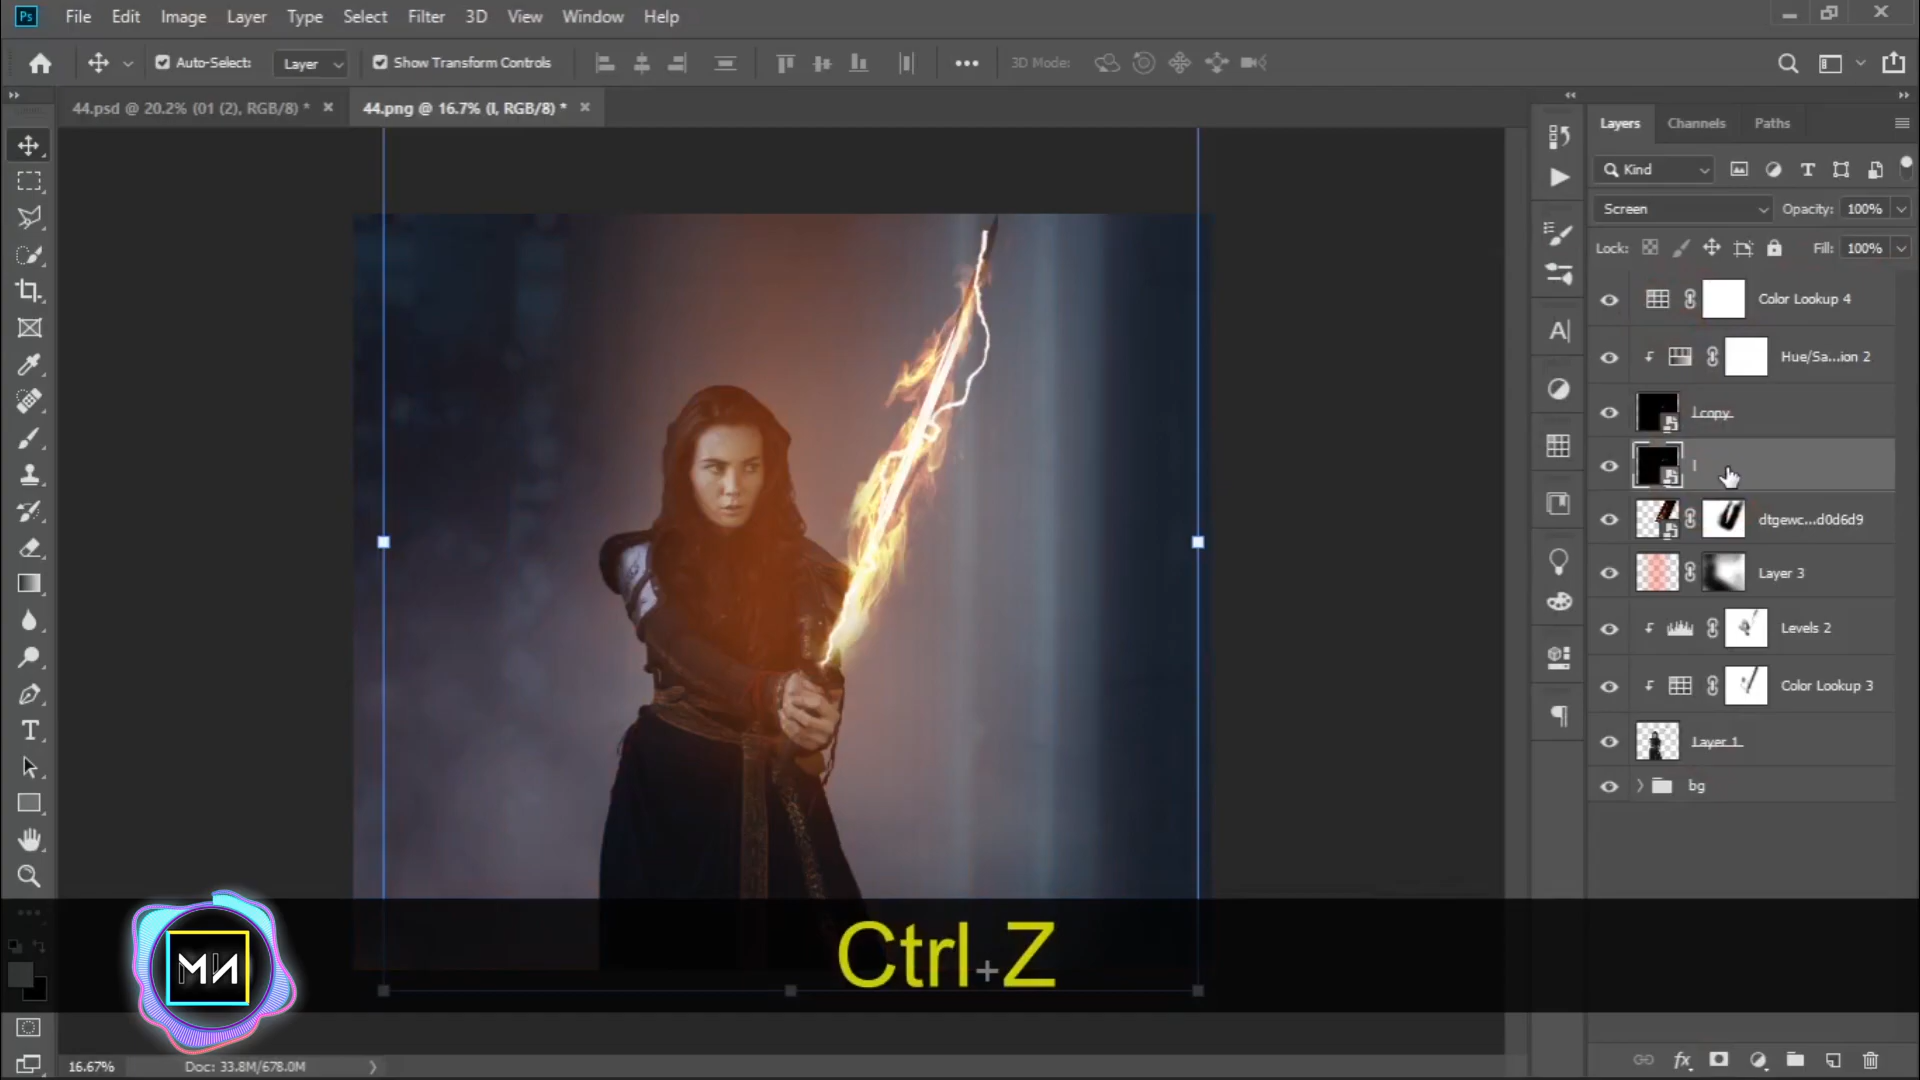 Ps File Edit Image Layer Type Select Filter 3D View Window Help
Auto-Select: Layer Show Transform Controls 3D Mode:
44.psd @ 20.2% (01 (2), RGB/8) * × 44.png @ 16.7% (l, RGB/8) * ×
Layers Channels Paths
Kind
Screen Opacity: 100%
Lock: Fill: 100%
Color Lookup 4
Hue/Sa...ion 2
l copy
l
dtgewc...d0d6d9
Layer 3
Levels 2
Color Lookup 3
Layer 1
bg
Ctrl+Z
16.67% Doc: 33.8M/678.0M